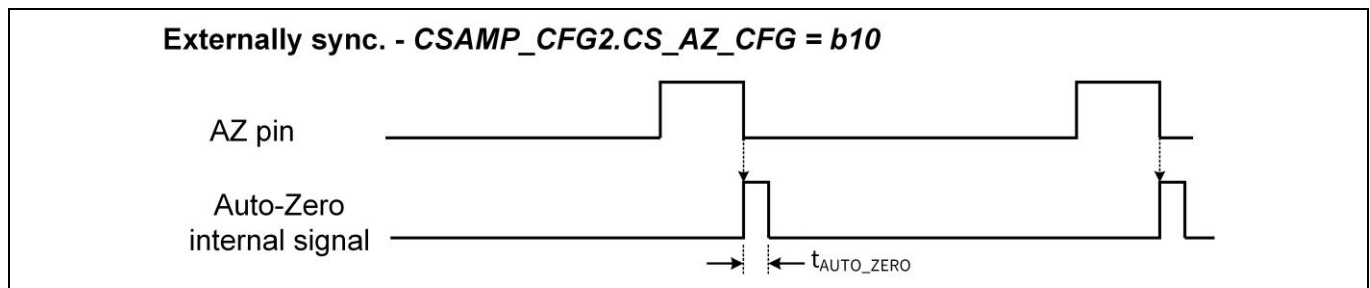 Externally sync. - CSAMP_CFG2.CS_AZ_CFG = b10
AZ pin
Auto-Zero
internal signal
tAUTO_ZERO